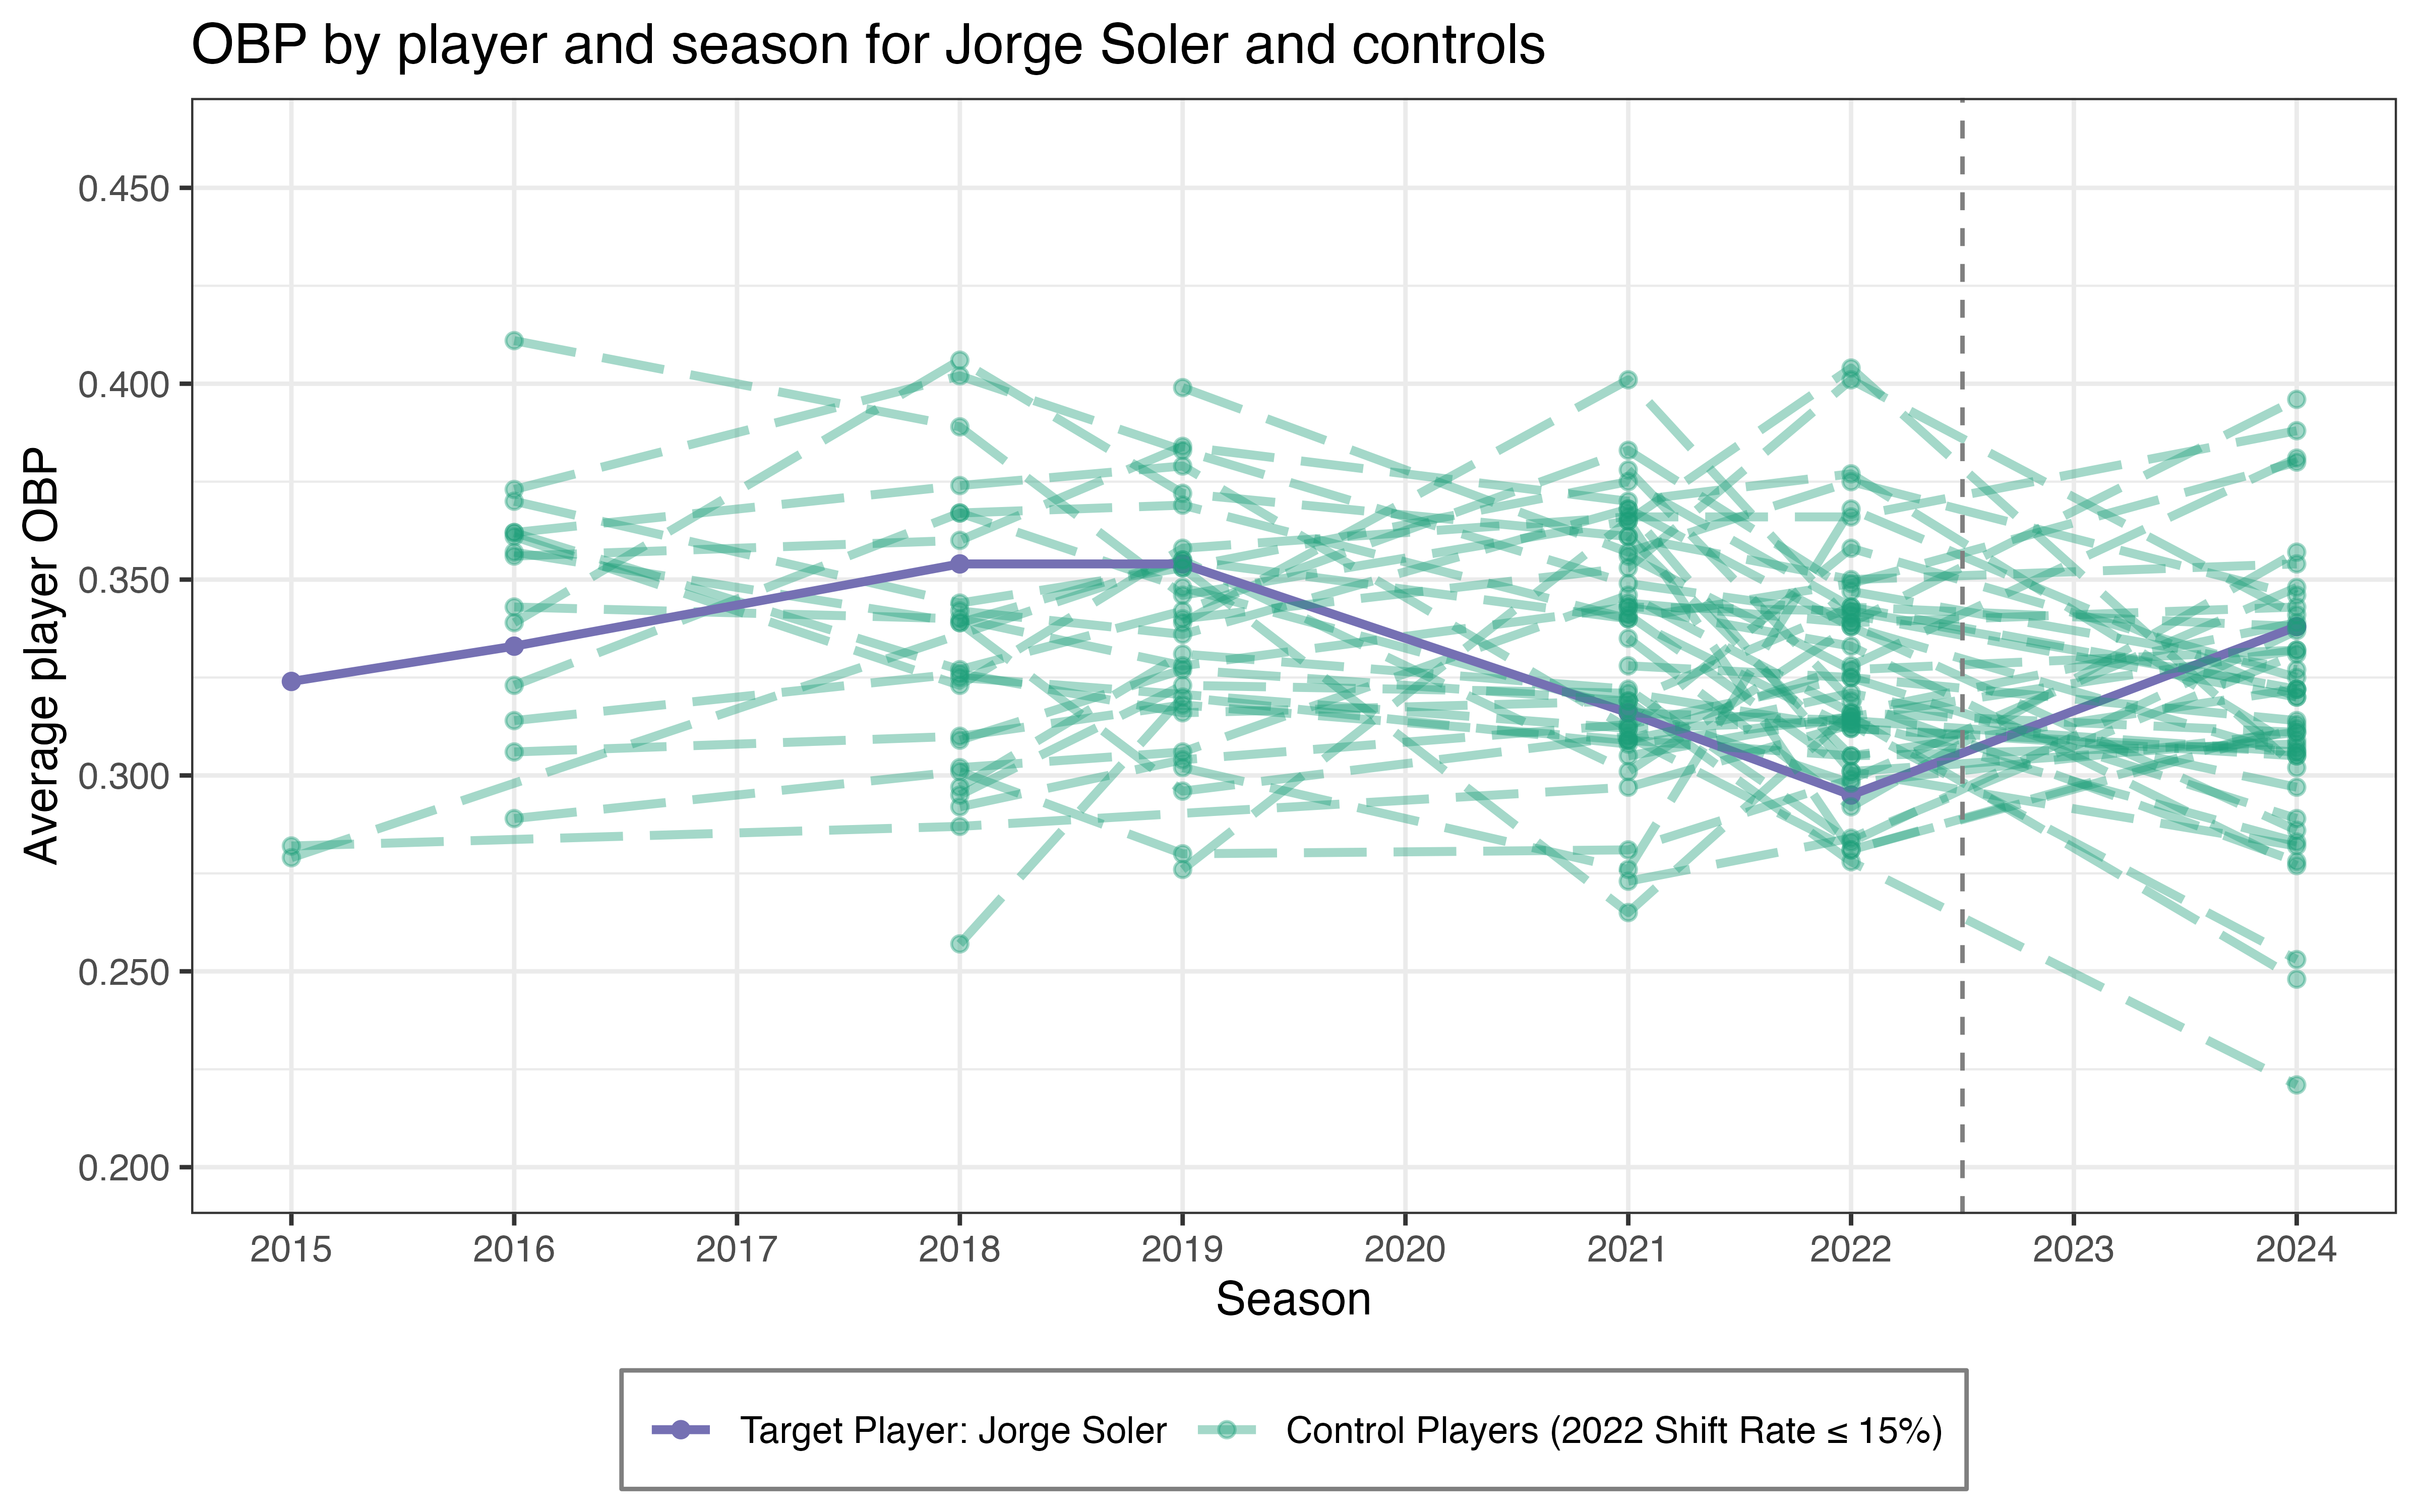 OBP by player and season for Jorge Soler and controls
Average player OBP
0.450
0.400
0.350
0.300
0.250
0.200
2015 2016 2017 2018 2019 2020 2021 2022 2023 2024
Season
Target Player: Jorge Soler Control Players (2022 Shift Rate ≤ 15%)